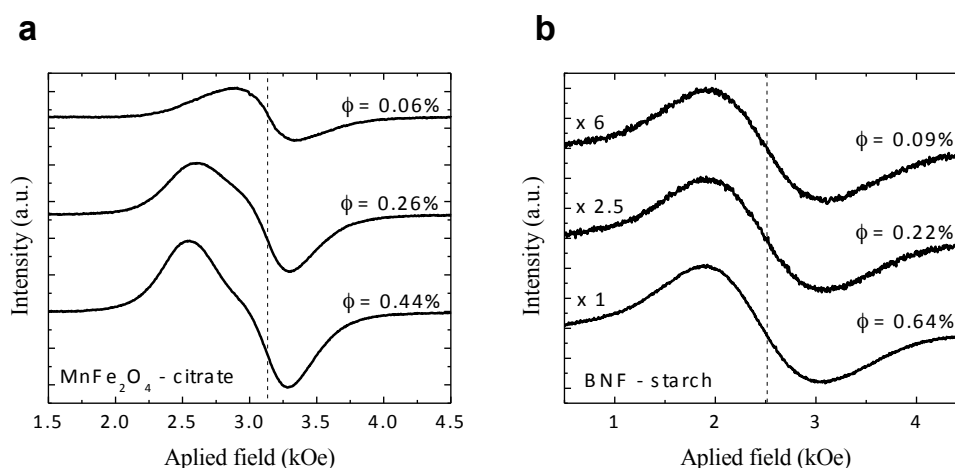 a
Intensity (a.u.)
ϕ = 0.06%
ϕ = 0.26%
ϕ = 0.44%
MnFe₂O₄ - citrate
1.5 2.0 2.5 3.0 3.5 4.0 4.5
Aplied field (kOe)
b
Intensity (a.u.)
x 6
ϕ = 0.09%
x 2.5
ϕ = 0.22%
x 1
ϕ = 0.64%
BNF - starch
1 2 3 4
Aplied field (kOe)